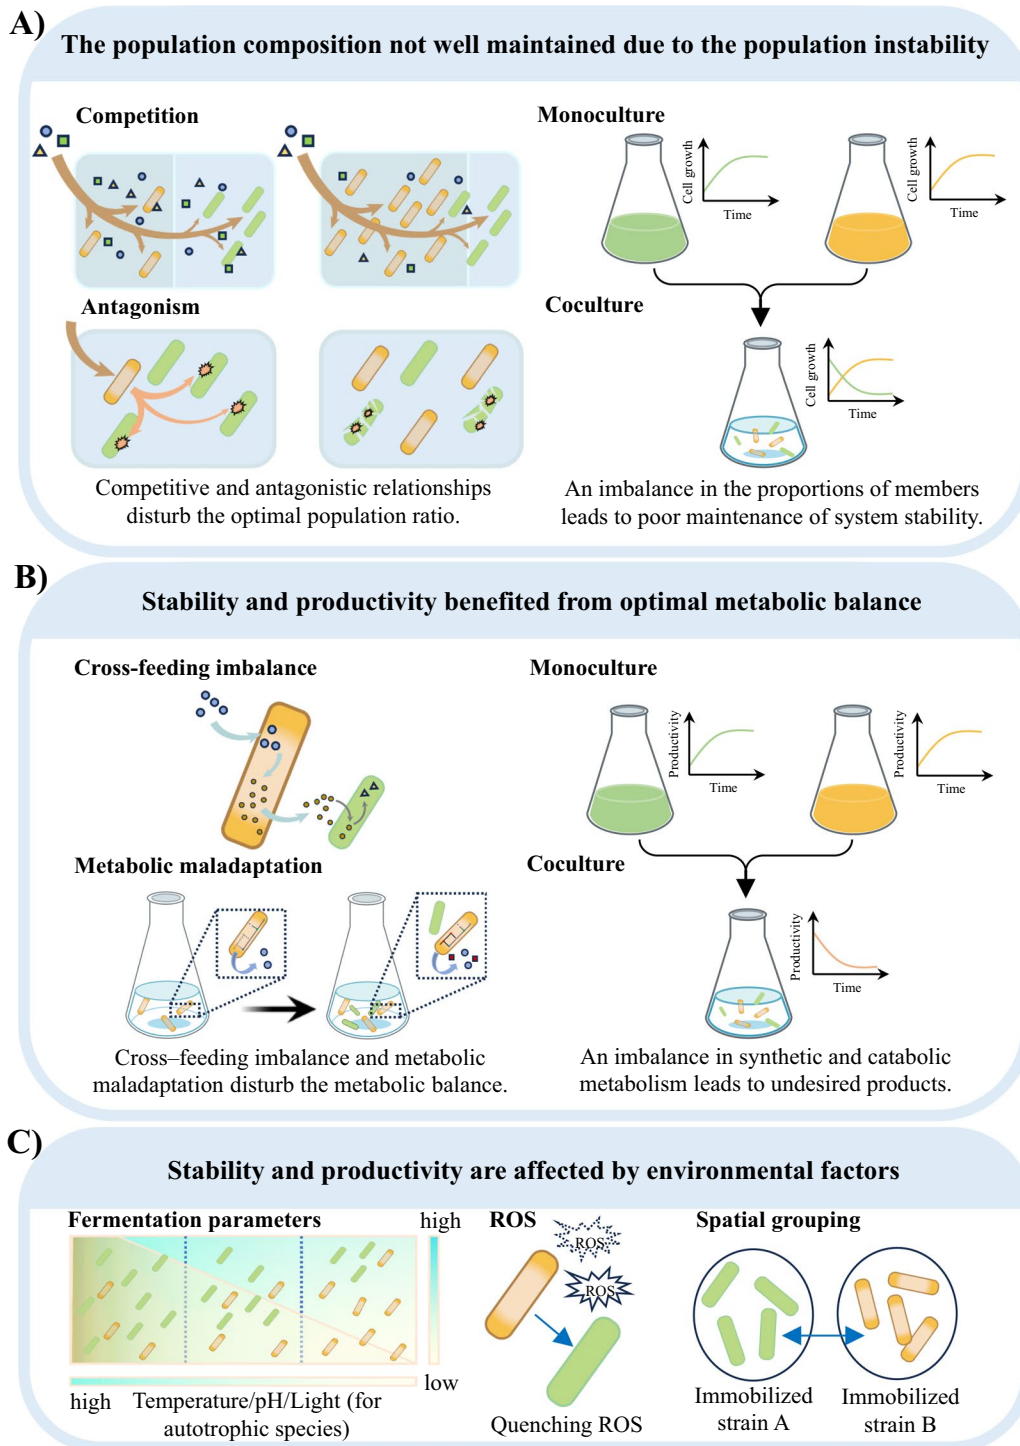 A)
The population composition not well maintained due to the population instability
Competition
Antagonism
Competitive and antagonistic relationships
disturb the optimal population ratio.
Monoculture
Cell growth
Time
Cell growth
Time
Coculture
Cell growth
Time
An imbalance in the proportions of members
leads to poor maintenance of system stability.
B)
Stability and productivity benefited from optimal metabolic balance
Cross-feeding imbalance
Metabolic maladaptation
Cross–feeding imbalance and metabolic
maladaptation disturb the metabolic balance.
Monoculture
Productivity
Time
Productivity
Time
Coculture
Productivity
Time
An imbalance in synthetic and catabolic
metabolism leads to undesired products.
C)
Stability and productivity are affected by environmental factors
Fermentation parameters
high
low
high
Temperature/pH/Light (for
autotrophic species)
ROS
ROS
ROS
Quenching ROS
Spatial grouping
Immobilized
strain A
Immobilized
strain B